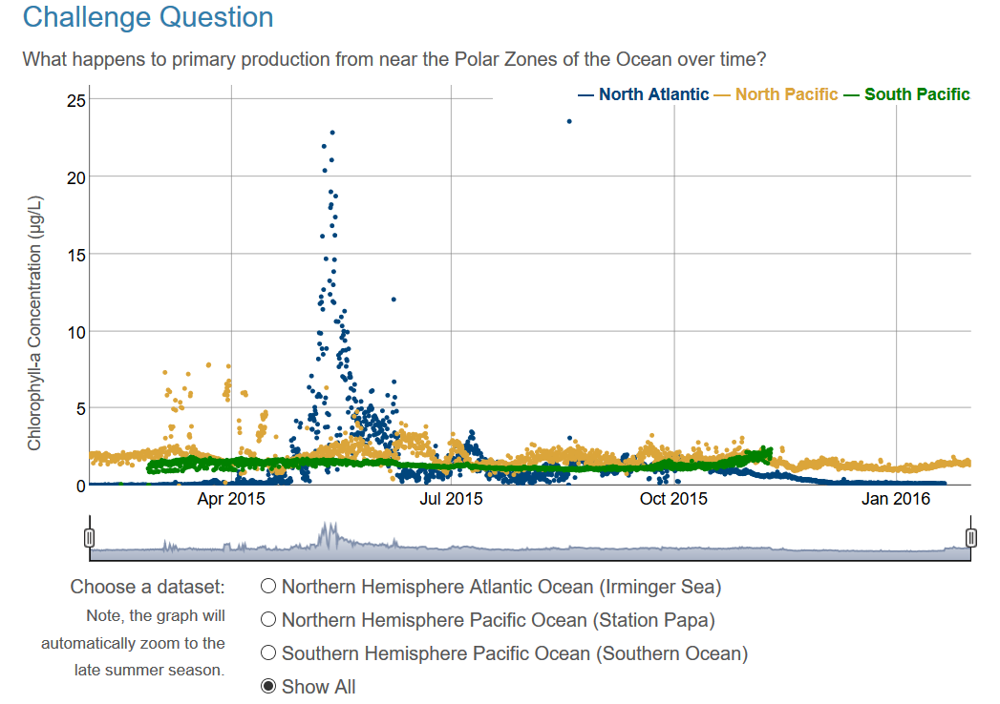 Challenge Question
What happens to primary production from near the Polar Zones of the Ocean over time?
— North Atlantic — North Pacific — South Pacific
Chlorophyll-a Concentration (µg/L)
25
20
15
10
5
0
Apr 2015 Jul 2015 Oct 2015 Jan 2016
Choose a dataset:
Note, the graph will
automatically zoom to the
late summer season.
Northern Hemisphere Atlantic Ocean (Irminger Sea)
Northern Hemisphere Pacific Ocean (Station Papa)
Southern Hemisphere Pacific Ocean (Southern Ocean)
Show All